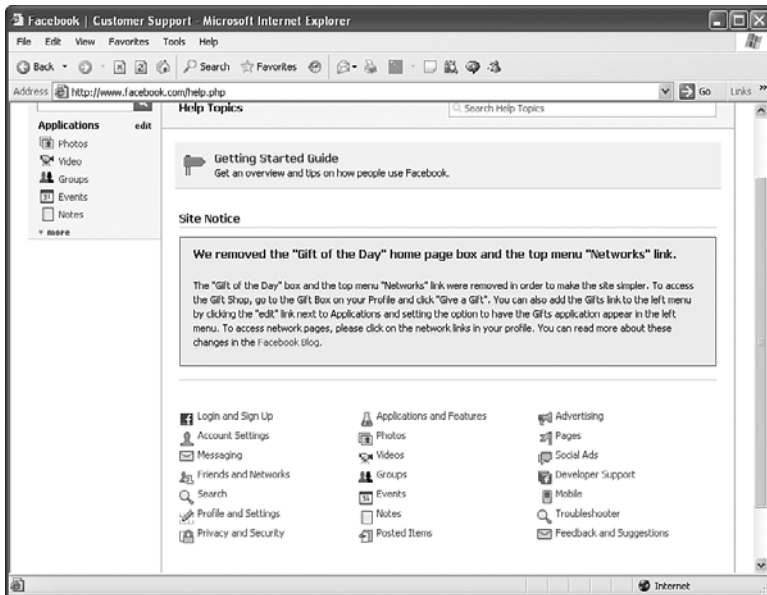 Facebook | Customer Support - Microsoft Internet Explorer
File Edit View Favorites Tools Help
Back Search Favorites
Address http://www.facebook.com/help.php Go Links »
Help Topics Search Help Topics
Applications edit
Photos
Video
Groups
Events
Notes
more
Getting Started Guide
Get an overview and tips on how people use Facebook.
Site Notice
We removed the "Gift of the Day" home page box and the top menu "Networks" link.
The "Gift of the Day" box and the top menu "Networks" link were removed in order to make the site simpler. To access
the Gift Shop, go to the Gift Box on your Profile and click "Give a Gift". You can also add the Gifts link to the left menu
by clicking the "edit" link next to Applications and setting the option to have the Gifts application appear in the left
menu. To access network pages, please click on the network links in your profile. You can read more about these
changes in the Facebook Blog.
Login and Sign Up Applications and Features Advertising
Account Settings Photos Pages
Messaging Videos Social Ads
Friends and Networks Groups Developer Support
Search Events Mobile
Profile and Settings Notes Troubleshooter
Privacy and Security Posted Items Feedback and Suggestions
Internet